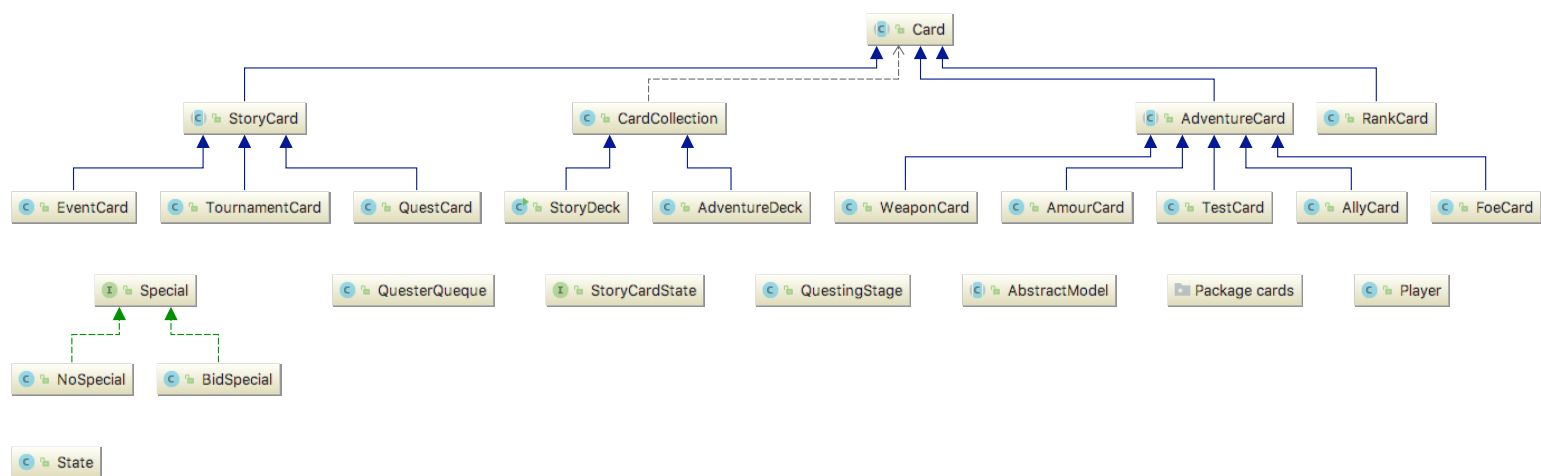 Card
StoryCard
CardCollection
AdventureCard
RankCard
EventCard
TournamentCard
QuestCard
StoryDeck
AdventureDeck
WeaponCard
AmourCard
TestCard
AllyCard
FoeCard
Special
QuesterQueque
StoryCardState
QuestingStage
AbstractModel
Package cards
Player
NoSpecial
BidSpecial
State